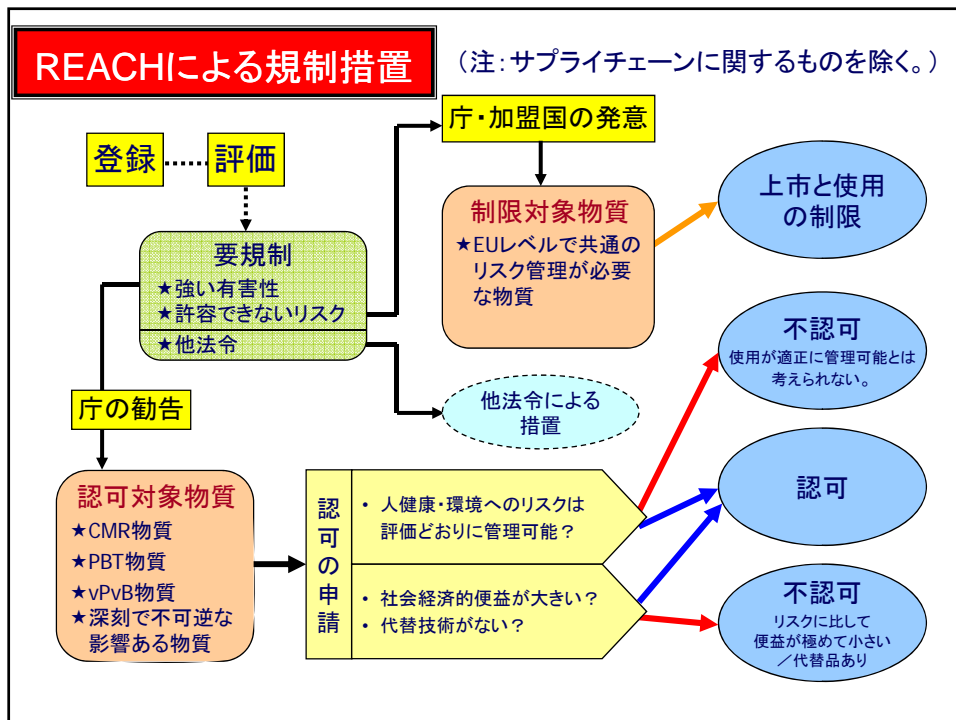 REACHによる規制措置
(注:サプライチェーンに関するものを除く。)
登録
評価
庁・加盟国の発意
要規制
★強い有害性
★許容できないリスク
★他法令
制限対象物質
★EUレベルで共通の
リスク管理が必要
な物質
上市と使用
の制限
他法令による
措置
不認可
使用が適正に管理可能とは
考えられない。
庁の勧告
認可対象物質
★CMR物質
★PBT物質
★vPvB物質
★深刻で不可逆な
影響ある物質
認可の申請
• 人健康・環境へのリスクは
評価どおりに管理可能?
• 社会経済的便益が大きい?
• 代替技術がない?
認可
不認可
リスクに比して
便益が極めて小さい
/代替品あり